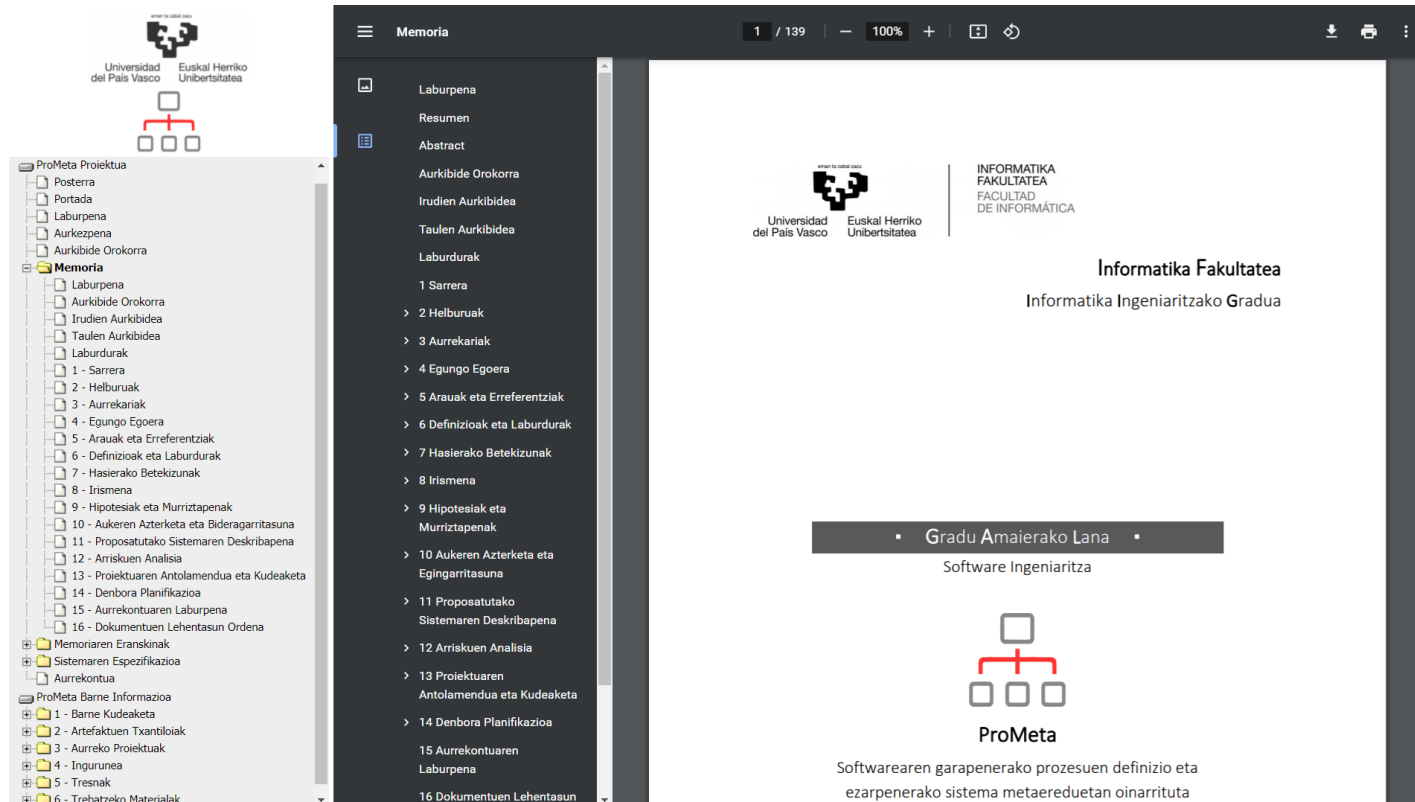 eman ta zabal zazu
Universidad del País Vasco
Euskal Herriko Unibertsitatea
ProMeta Proiektua
Posterra
Portada
Laburpena
Aurkezpena
Aurkibide Orokorra
Memoria
Laburpena
Aurkibide Orokorra
Irudien Aurkibidea
Taulen Aurkibidea
Laburdurak
1 - Sarrera
2 - Helburuak
3 - Aurrekariak
4 - Egungo Egoera
5 - Arauak eta Erreferentziak
6 - Definizioak eta Laburdurak
7 - Hasierako Betekizunak
8 - Irismena
9 - Hipotesiak eta Murriztapenak
10 - Aukeren Azterketa eta Bideragarritasuna
11 - Proposatutako Sistemaren Deskribapena
12 - Arriskuen Analisia
13 - Proiektuaren Antolamendua eta Kudeaketa
14 - Denbora Planifikazioa
15 - Aurrekontuaren Laburpena
16 - Dokumentuen Lehentasun Ordena
Memoriaren Eranskinak
Sistemaren Espezifikazioa
Aurrekontua
ProMeta Barne Informazioa
1 - Barne Kudeaketa
2 - Artefaktuen Txantiloiak
3 - Aurreko Proiektuak
4 - Ingurunea
5 - Tresnak
6 - Trebatzeko Materialak
Memoria
1 / 139
100%
Laburpena
Resumen
Abstract
Aurkibide Orokorra
Irudien Aurkibidea
Taulen Aurkibidea
Laburdurak
1 Sarrera
2 Helburuak
3 Aurrekariak
4 Egungo Egoera
5 Arauak eta Erreferentziak
6 Definizioak eta Laburdurak
7 Hasierako Betekizunak
8 Irismena
9 Hipotesiak eta
Murriztapenak
10 Aukeren Azterketa eta
Egingarritasuna
11 Proposatutako
Sistemaren Deskribapena
12 Arriskuen Analisia
13 Proiektuaren
Antolamendua eta Kudeaketa
14 Denbora Planifikazioa
15 Aurrekontuaren
Laburpena
16 Dokumentuen Lehentasun
eman ta zabal zazu
Universidad del País Vasco
Euskal Herriko Unibertsitatea
INFORMATIKA
FAKULTATEA
FACULTAD
DE INFORMÁTICA
Informatika Fakultatea
Informatika Ingeniaritzako Gradua
▪ Gradu Amaierako Lana ▪
Software Ingeniaritza
ProMeta
Softwarearen garapenerako prozesuen definizio eta
ezarpenerako sistema metaereduetan oinarrituta